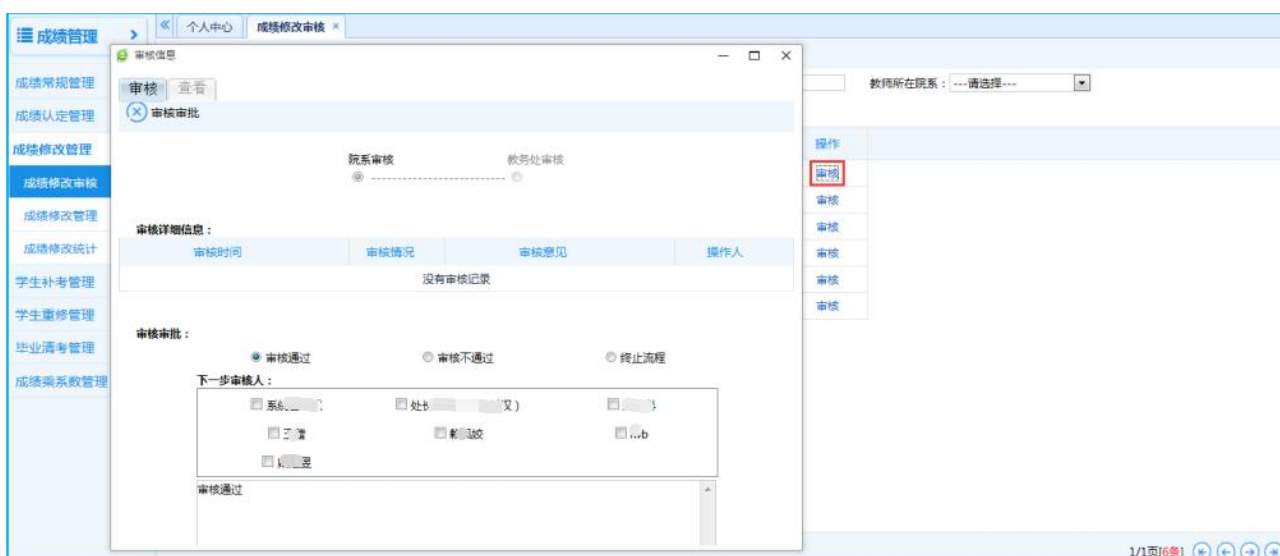 成绩管理
个人中心
成绩修改审核
审核信息
审核
查看
审核审批
教师所在院系：
---请选择---
成绩常规管理
成绩认定管理
成绩修改管理
成绩修改审核
成绩修改管理
成绩修改统计
学生补考管理
学生重修管理
毕业清考管理
成绩乘系数管理
院系审核
教务处审核
审核详细信息：
审核时间
审核情况
审核意见
操作人
没有审核记录
审核审批：
审核通过
审核不通过
终止流程
下一步审核人：
审核通过
操作
审核
审核
审核
审核
审核
审核
1/1页[6条]